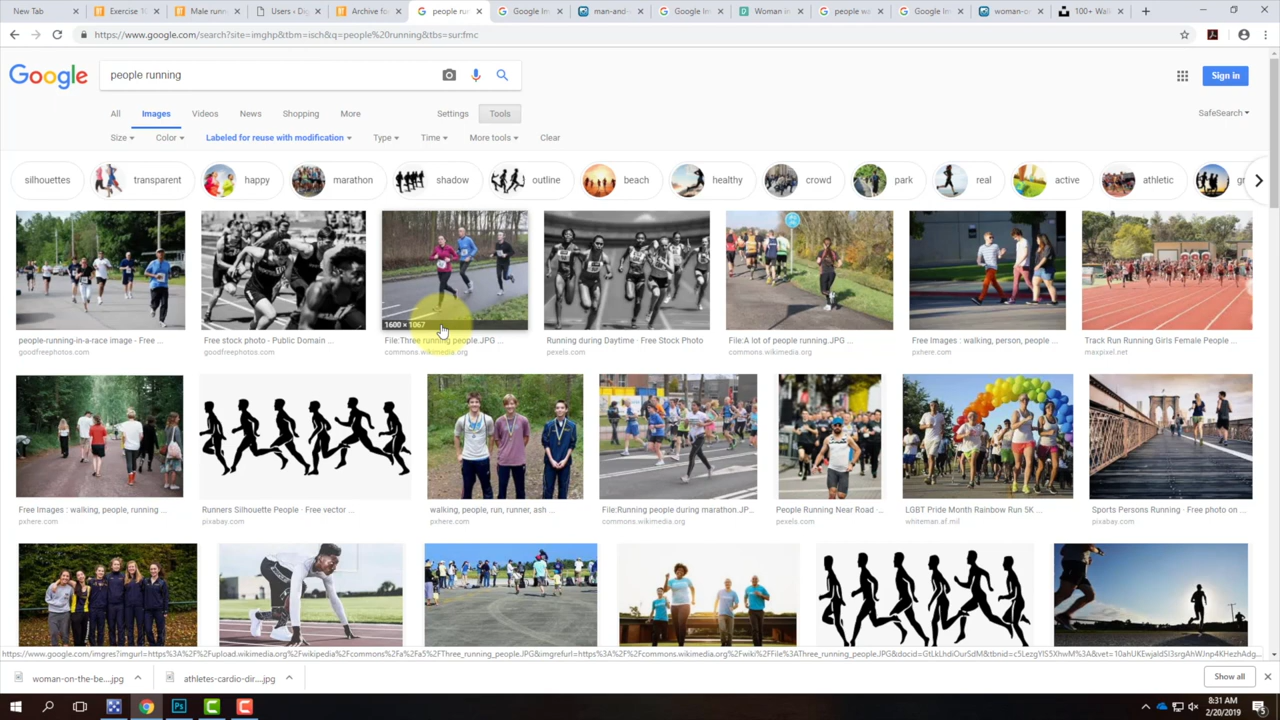 New Tab
Exercise 10
Male runn
Users ‹ Dig
Archive for
people run
Google Im
man-and-
Google Im
Woman in
people wa
Google Im
woman-o
100+ Wal
https://www.google.com/search?site=imghp&tbm=isch&q=people%20running&tbs=sur:fmc
Google
people running
Sign in
All Images Videos News Shopping More Settings Tools
SafeSearch
Size Color Labeled for reuse with modification Type Time More tools Clear
silhouettes transparent happy marathon shadow outline beach healthy crowd park real active athletic
1600 × 1067
people-running-in-a-race image - Free ...
goodfreephotos.com
Free stock photo - Public Domain ...
goodfreephotos.com
File:Three running people.JPG ...
commons.wikimedia.org
Running during Daytime · Free Stock Photo
pexels.com
File:A lot of people running.JPG ...
commons.wikimedia.org
Free Images : walking, person, people ...
pxhere.com
Track Run Running Girls Female People ...
maxpixel.net
Free Images : walking, people, running ...
pxhere.com
Runners Silhouette People · Free vector ...
pixabay.com
walking, people, run, runner, ash ...
pxhere.com
File:Running people during marathon.JP...
commons.wikimedia.org
People Running Near Road · ...
pexels.com
LGBT Pride Month Rainbow Run 5K ...
whiteman.af.mil
Sports Persons Running · Free photo on ...
pixabay.com
woman-on-the-be....jpg
athletes-cardio-dir....jpg
Show all
8:31 AM
2/20/2019
5